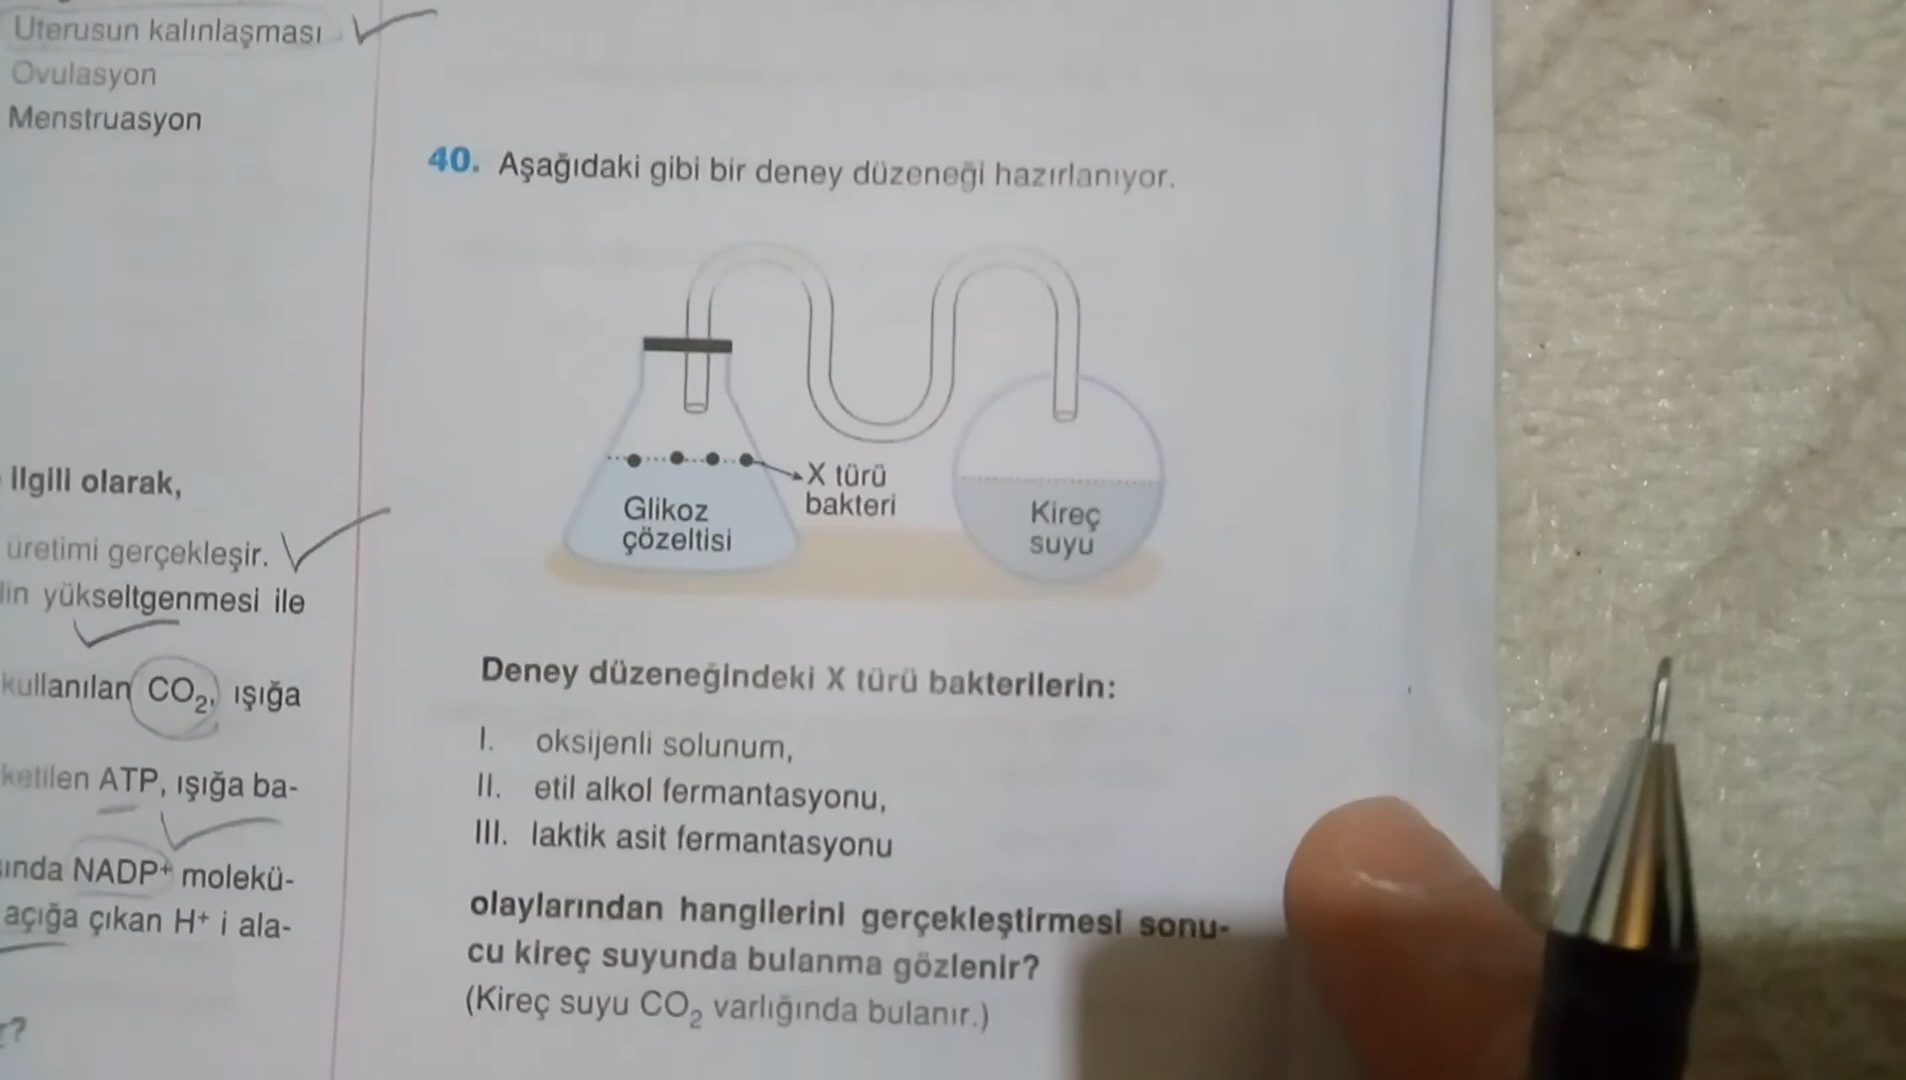 Uterusun kalınlaşması
Ovulasyon
Menstruasyon
ilgili olarak,
üretimi gerçekleşir.
yükseltgenmesi ile
kullanılan CO₂, ışığa
ATP, ışığa ba-
NADP⁺ molekü-
açığa çıkan H⁺ i ala-
40. Aşağıdaki gibi bir deney düzeneği hazırlanıyor.
X türü
bakteri
Glikoz
çözeltisi
Kireç
suyu
Deney düzeneğindeki X türü bakterilerin:
I. oksijenli solunum,
II. etil alkol fermantasyonu,
III. laktik asit fermantasyonu
olaylarından hangilerini gerçekleştirmesi sonu-
cu kireç suyunda bulanma gözlenir?
(Kireç suyu CO₂ varlığında bulanır.)